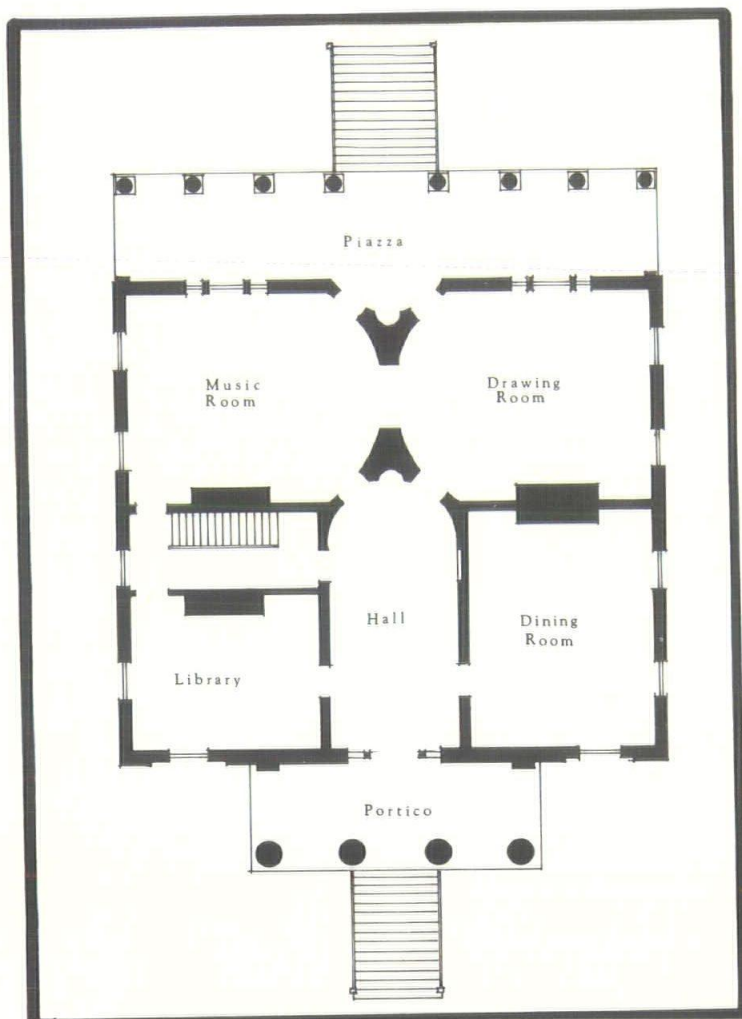 Piazza
Music
Room
Drawing
Room
Hall
Dining
Room
Library
Portico